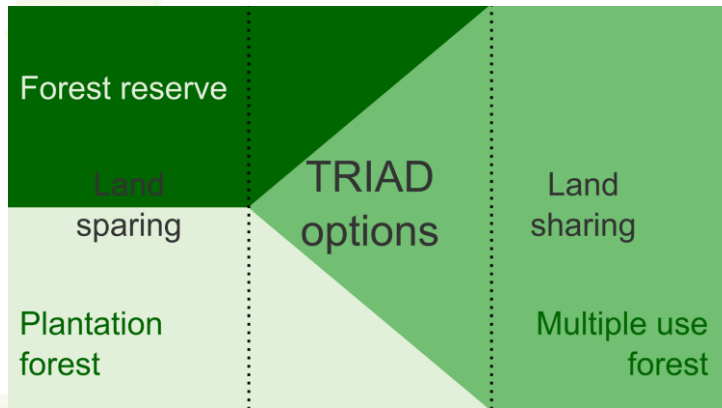 Forest reserve
Land
sparing
TRIAD
options
Land
sharing
Plantation
forest
Multiple use
forest